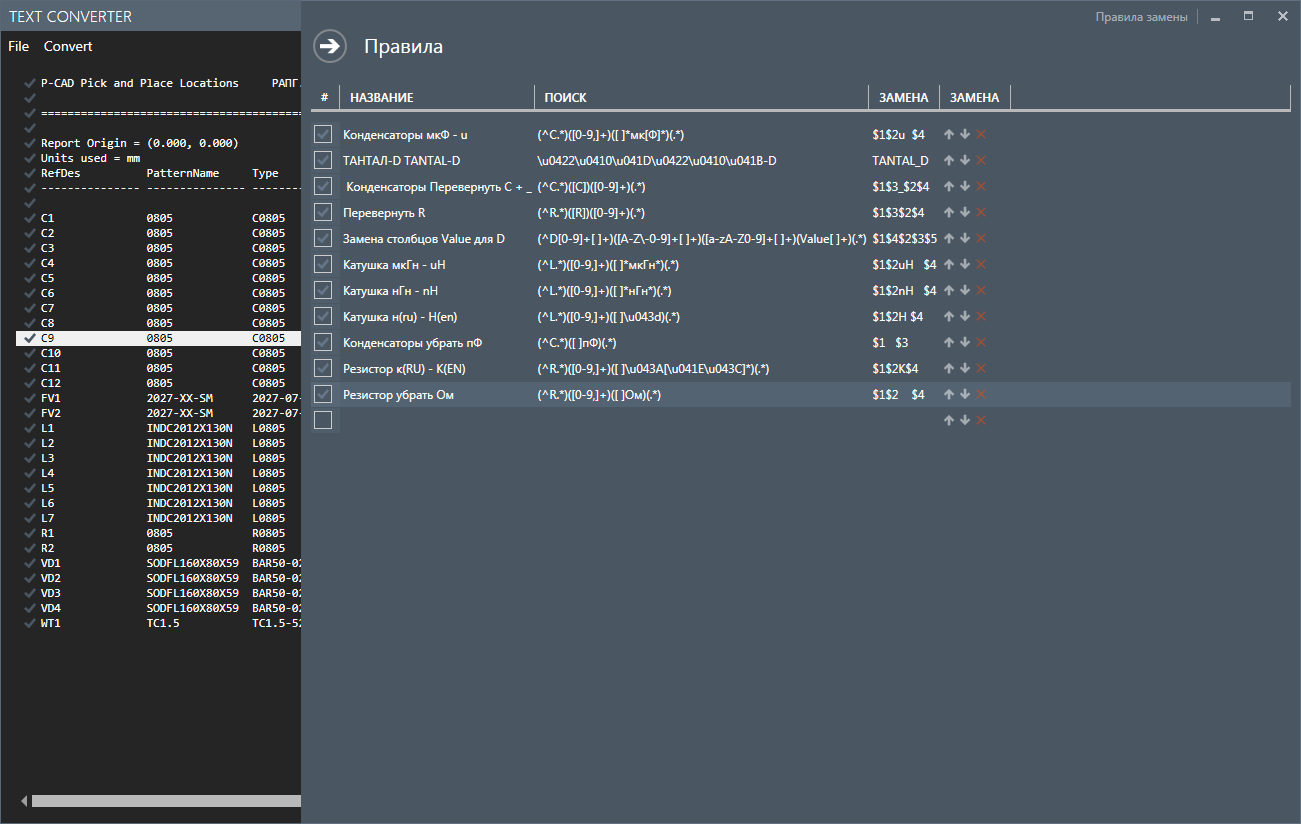 TEXT CONVERTER
File Convert
P-CAD Pick and Place Locations РАПГ.
========================================
Report Origin = (0.000, 0.000)
Units used = mm
RefDes PatternName Type
--------------- --------------- -------
C1 0805 C0805
C2 0805 C0805
C3 0805 C0805
C4 0805 C0805
C5 0805 C0805
C6 0805 C0805
C7 0805 C0805
C8 0805 C0805
C9 0805 C0805
C10 0805 C0805
C11 0805 C0805
C12 0805 C0805
FV1 2027-XX-SM 2027-07-
FV2 2027-XX-SM 2027-07-
L1 INDC2012X130N L0805
L2 INDC2012X130N L0805
L3 INDC2012X130N L0805
L4 INDC2012X130N L0805
L5 INDC2012X130N L0805
L6 INDC2012X130N L0805
L7 INDC2012X130N L0805
R1 0805 R0805
R2 0805 R0805
VD1 SODFL160X80X59 BAR50-02
VD2 SODFL160X80X59 BAR50-02
VD3 SODFL160X80X59 BAR50-02
VD4 SODFL160X80X59 BAR50-02
WT1 TC1.5 TC1.5-52
Правила замены
Правила
# НАЗВАНИЕ ПОИСК ЗАМЕНА ЗАМЕНА
Конденсаторы мкФ - u (^C.*)([0-9,]+)([ ]*мк[Ф]*)(.*) $1$2u $4
ТАНТАЛ-D TANTAL-D \u0422\u0410\u041D\u0422\u0410\u041B-D TANTAL_D
Конденсаторы Перевернуть C + _ (^C.*)([C])([0-9]+)(.*) $1$3_$2$4
Перевернуть R (^R.*)([R])([0-9]+)(.*) $1$3$2$4
Замена столбцов Value для D (^D[0-9]+[ ]+)([A-Z\-0-9]+[ ]+)([a-zA-Z0-9]+[ ]+)(Value[ ]+)(.*) $1$4$2$3$5
Катушка мкГн - uH (^L.*)([0-9,]+)([ ]*мкГн*)(.*) $1$2uH $4
Катушка нГн - nH (^L.*)([0-9,]+)([ ]*нГн*)(.*) $1$2nH $4
Катушка н(ru) - H(en) (^L.*)([0-9,]+)([ ]\u043d)(.*) $1$2H $4
Конденсаторы убрать пФ (^C.*)([ ]пФ)(.*) $1 $3
Резистор к(RU) - K(EN) (^R.*)([0-9,]+)([ ]\u043A[\u041E\u043C]*)(.*) $1$2K$4
Резистор убрать Ом (^R.*)([0-9,]+)([ ]Ом)(.*) $1$2 $4